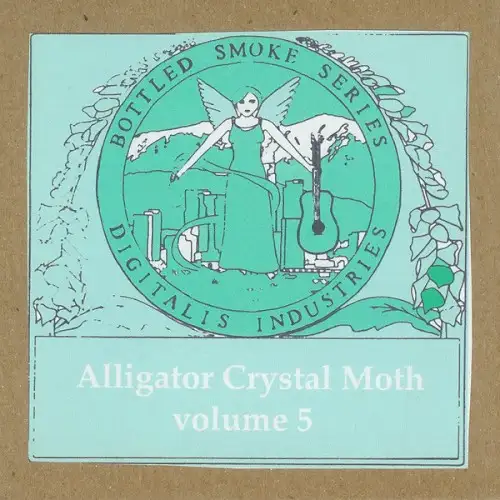 BOTTLED SMOKE SERIES
DIGITALIS INDUSTRIES
Alligator Crystal Moth
volume 5